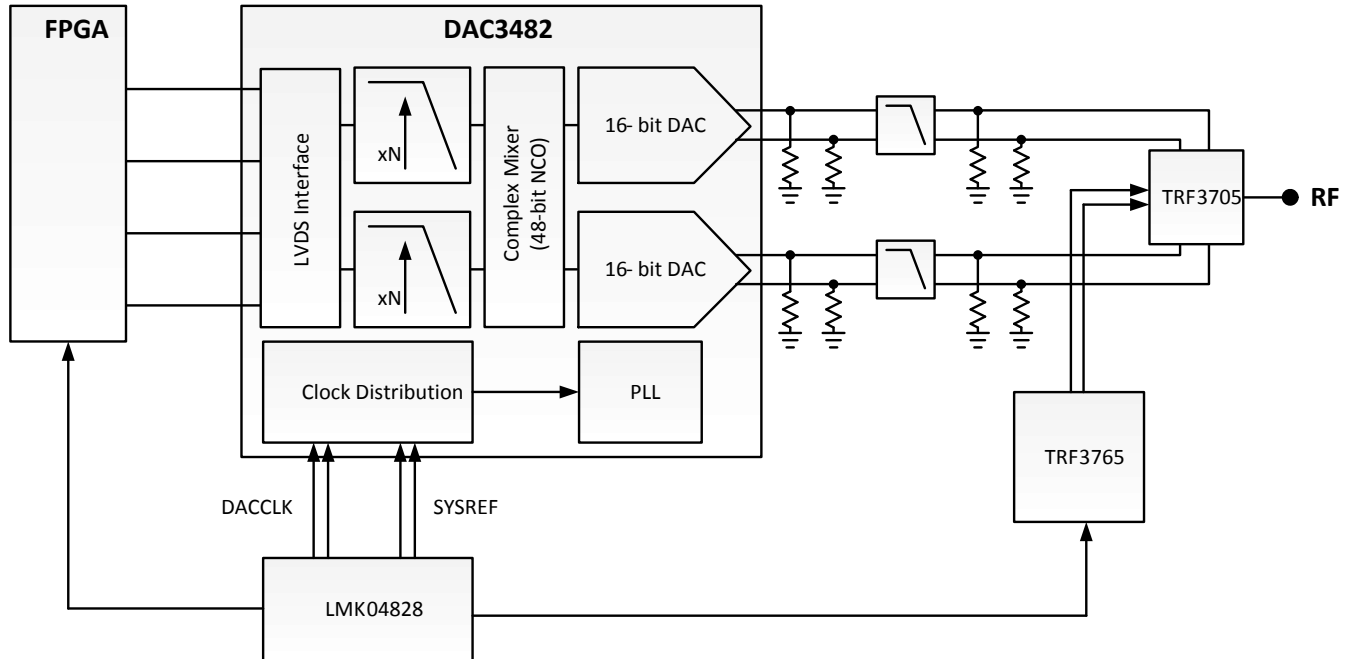 FPGA
DAC3482
LVDS Interface
xN
xN
Complex Mixer
(48-bit NCO)
16- bit DAC
16- bit DAC
TRF3705
RF
Clock Distribution
PLL
TRF3765
DACCLK
SYSREF
LMK04828